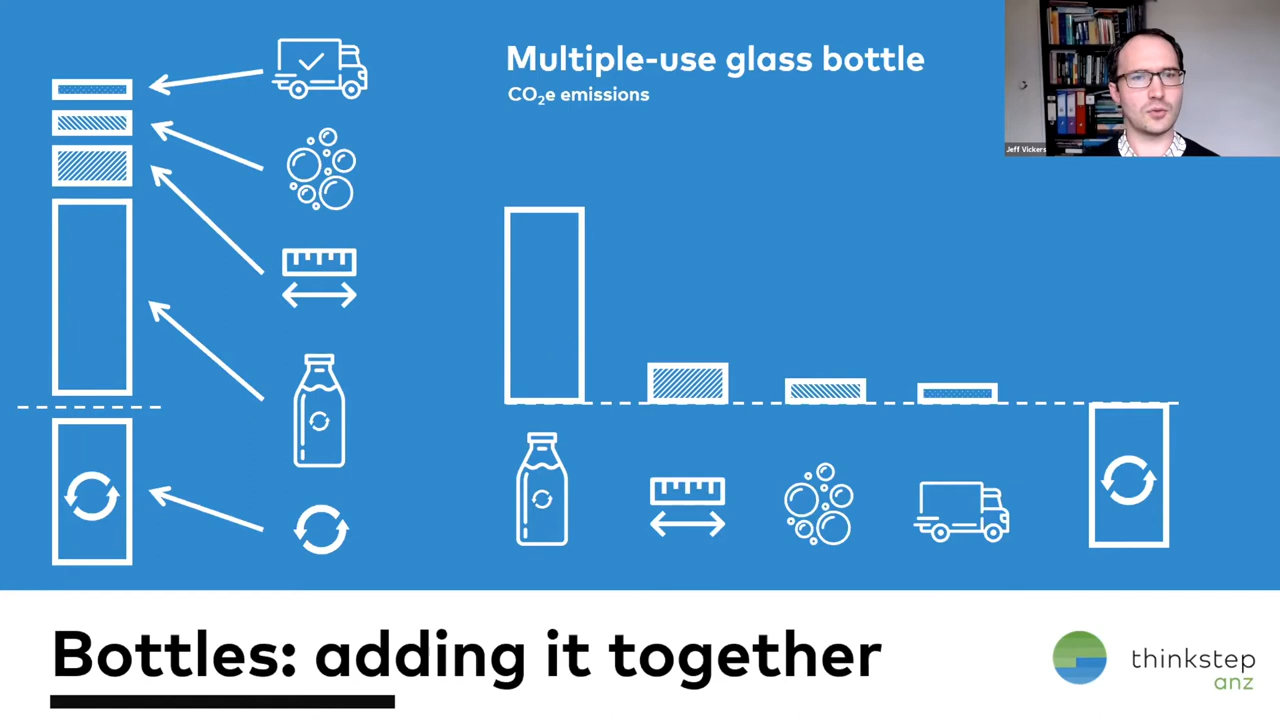 Multiple-use glass bottle
CO₂e emissions
Jeff Vickers
Bottles: adding it together
thinkstep
anz